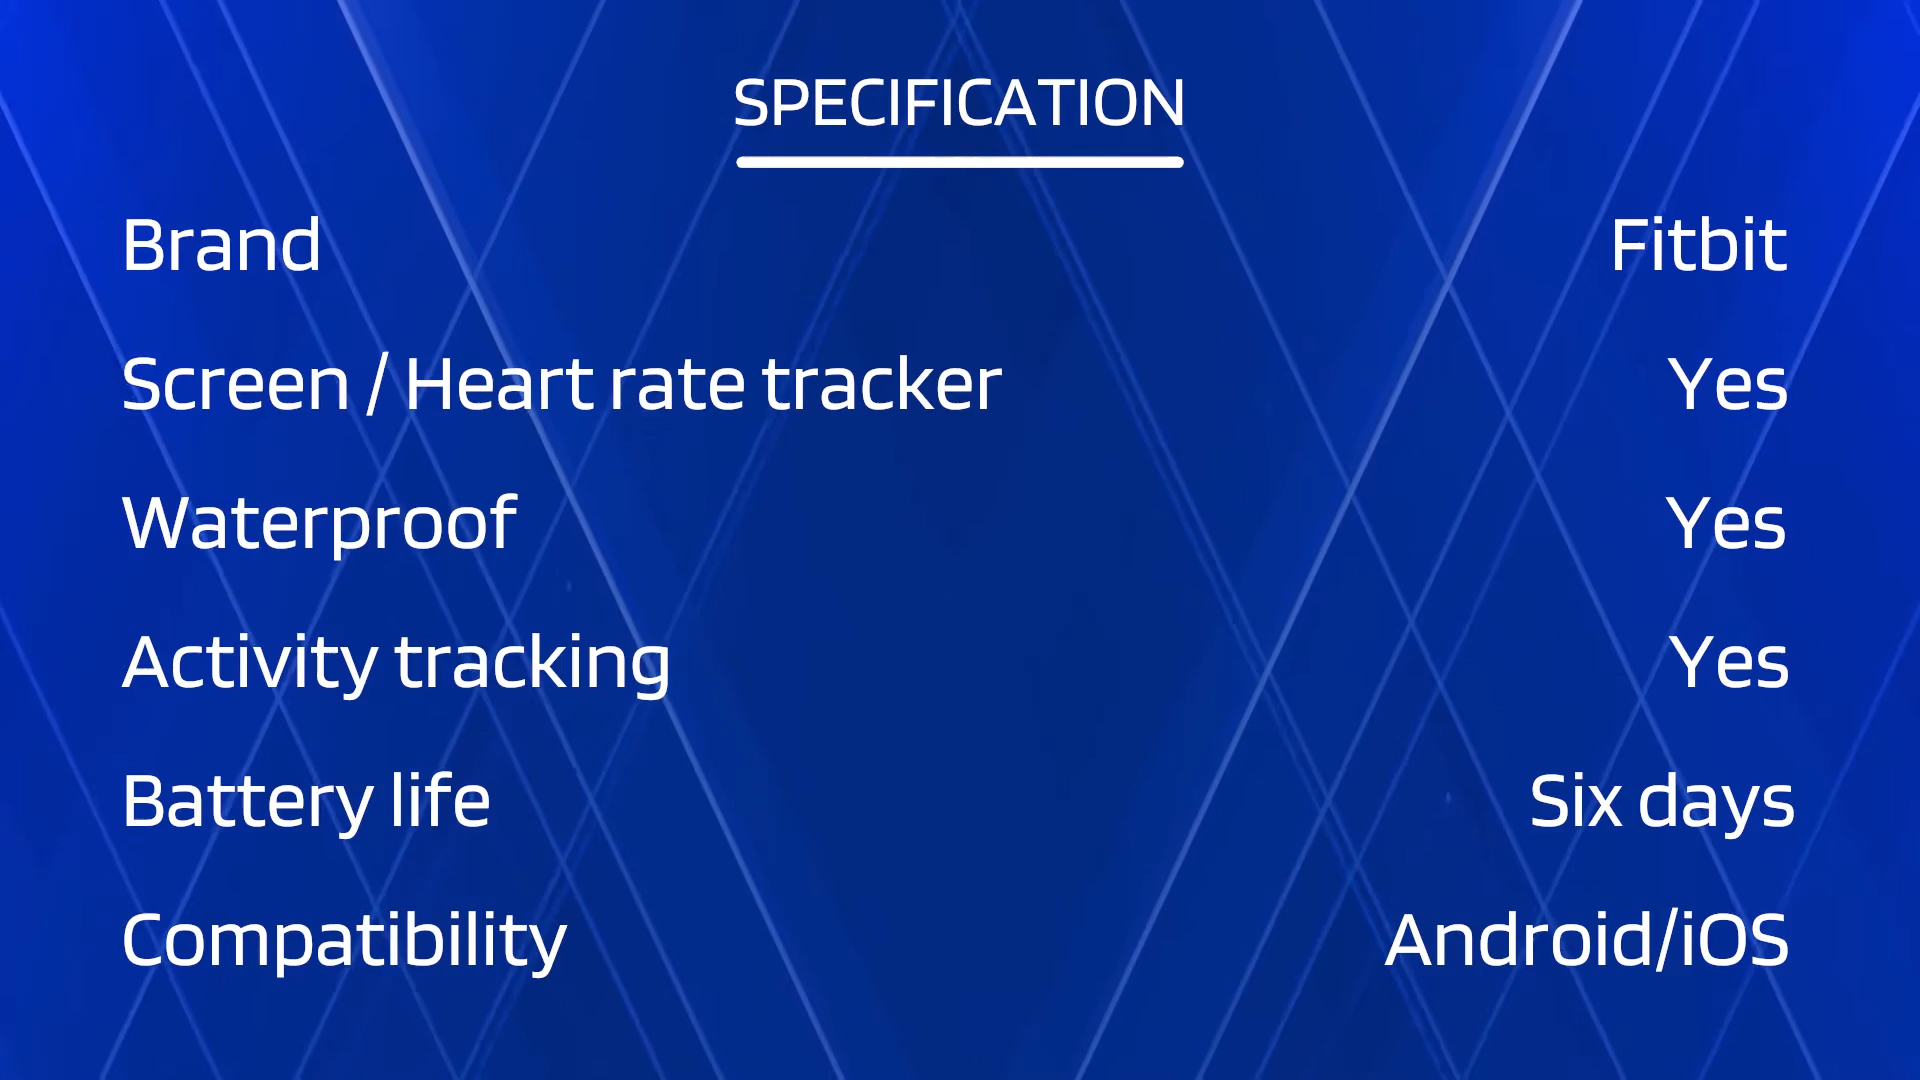 SPECIFICATION
Brand Fitbit
Screen / Heart rate tracker Yes
Waterproof Yes
Activity tracking Yes
Battery life Six days
Compatibility Android/iOS